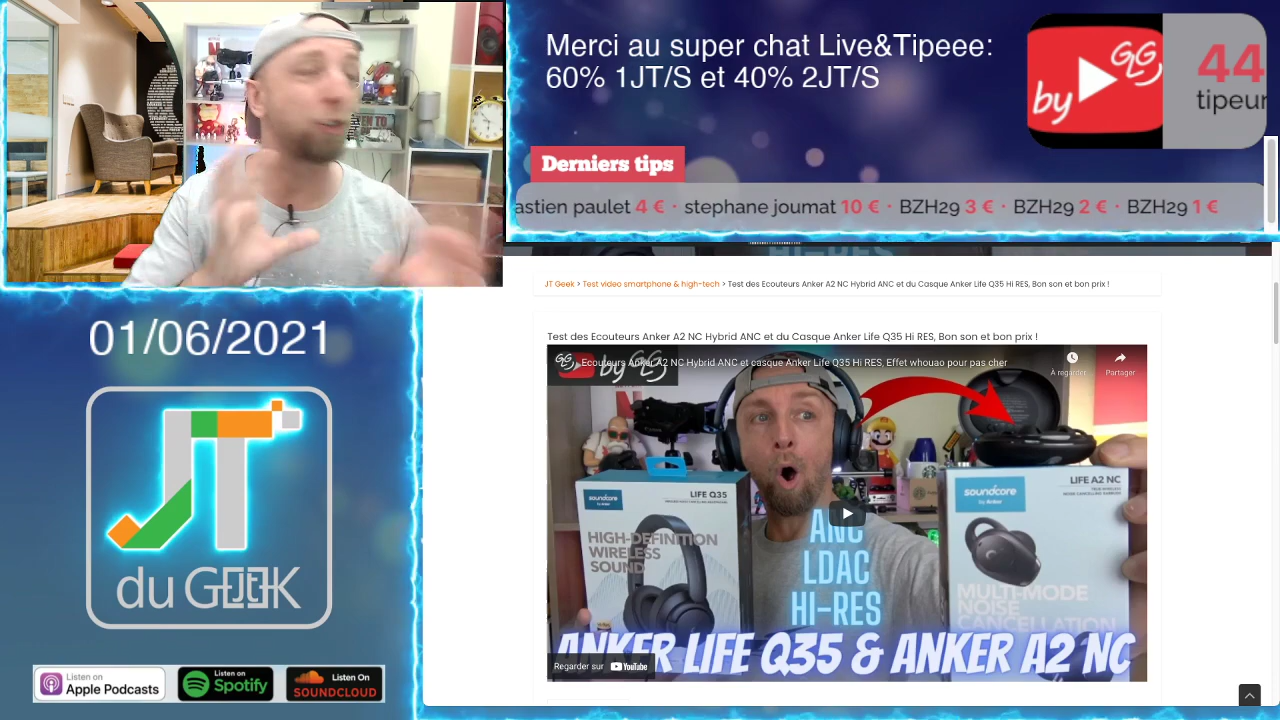 Merci au super chat Live&Tipeee:
60% 1JT/S et 40% 2JT/S
by GLG
44
tipeur
Derniers tips
astien paulet 4 € · stephane joumat 10 € · BZH29 3 € · BZH29 2 € · BZH29 1 €
HI-RES
JT Geek > Test video smartphone & high-tech > Test des Ecouteurs Anker A2 NC Hybrid ANC et du Casque Anker Life Q35 Hi RES, Bon son et bon prix !
Test des Ecouteurs Anker A2 NC Hybrid ANC et du Casque Anker Life Q35 Hi RES, Bon son et bon prix !
by GLG
Ecouteurs Anker A2 NC Hybrid ANC et casque Anker Life Q35 Hi RES, Effet whouao pour pas cher
À regarder
Partager
soundcore
by Anker
LIFE Q35
HIGH-DEFINITION
WIRELESS
SOUND
ANC
LDAC
HI-RES
soundcore
by Anker
LIFE A2 NC
MULTI-MODE
NOISE
CANCELLATION
ANKER LIFE Q35 & ANKER A2 NC
Regarder sur YouTube
01/06/2021
JT
du GEEK
Listen on
Apple Podcasts
Listen on
Spotify
Listen On
SOUNDCLOUD